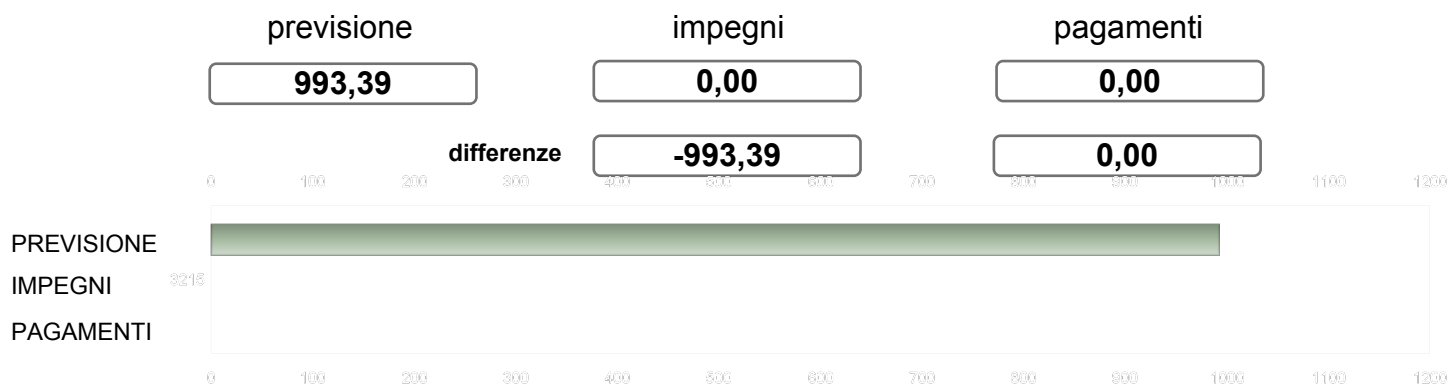 previsione impegni pagamenti
993,39 0,00 0,00
differenze -993,39 0,00
0 100 200 300 400 500 600 700 800 900 1000 1100 1200
PREVISIONE
3215
IMPEGNI
PAGAMENTI
0 100 200 300 400 500 600 700 800 900 1000 1100 1200